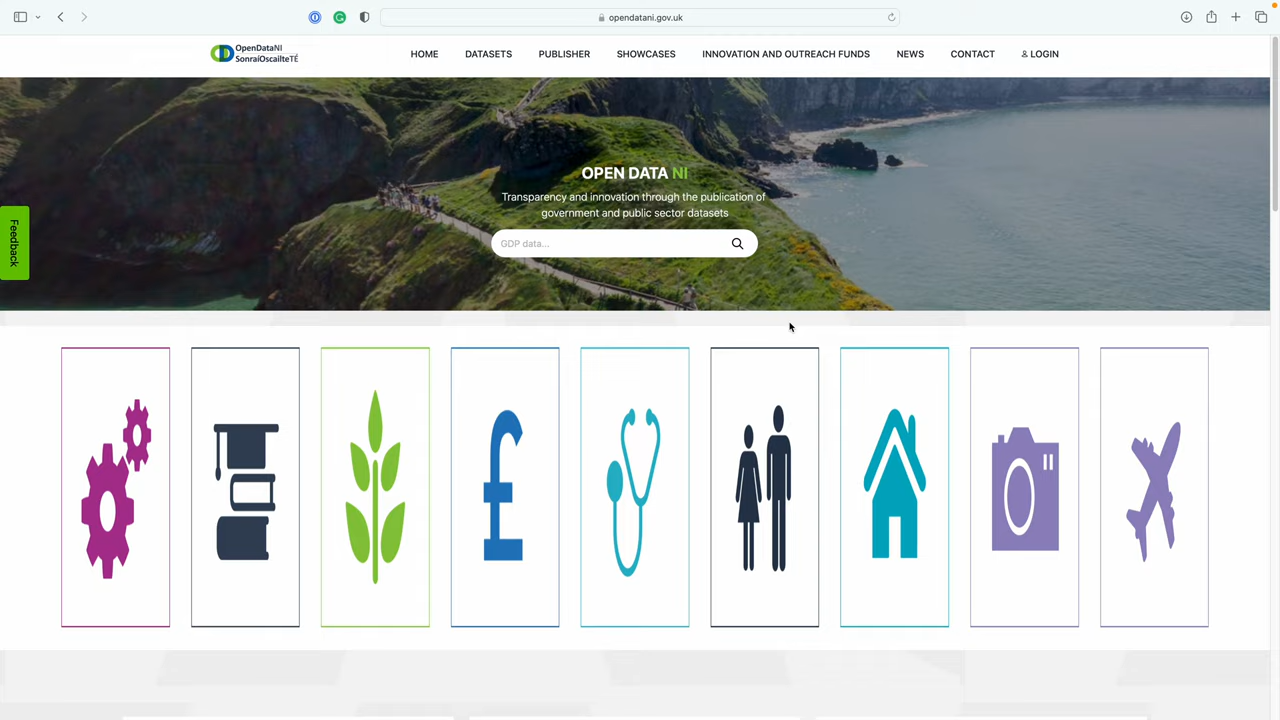 opendatani.gov.uk
OpenDataNI
SonraíOscailteTÉ
HOME
DATASETS
PUBLISHER
SHOWCASES
INNOVATION AND OUTREACH FUNDS
NEWS
CONTACT
LOGIN
OPEN DATA NI
Transparency and innovation through the publication of
government and public sector datasets
GDP data...
Feedback